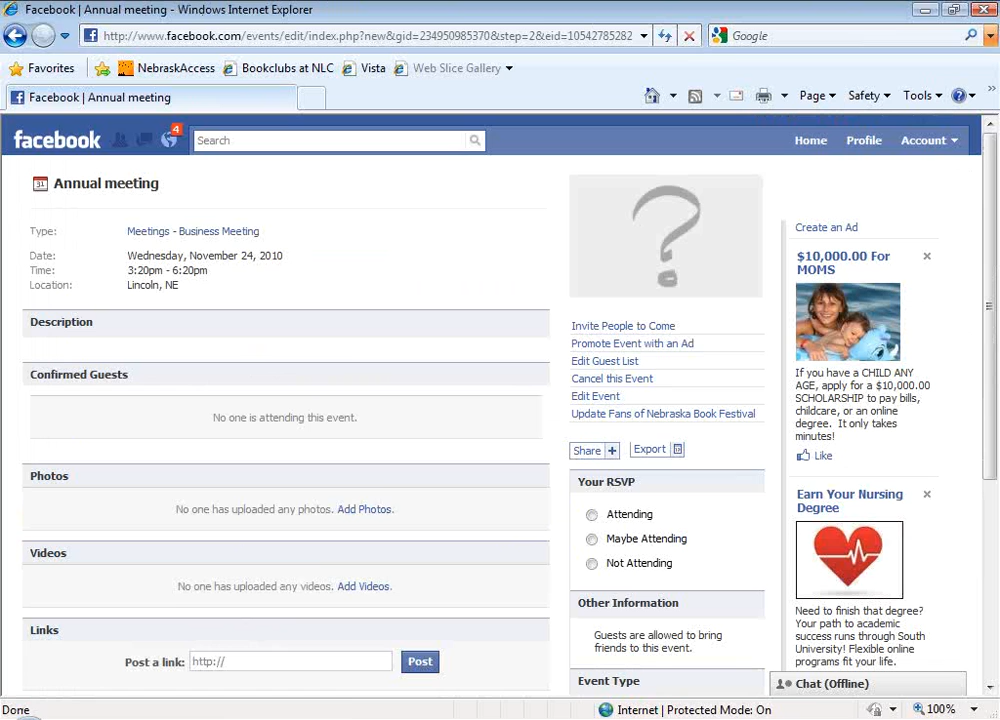 Facebook | Annual meeting - Windows Internet Explorer
http://www.facebook.com/events/edit/index.php?new&gid=234950985370&step=2&eid=10542785282
Google
Favorites
NebraskAccess
Bookclubs at NLC
Vista
Web Slice Gallery
Facebook | Annual meeting
Page
Safety
Tools
facebook
4
Search
Home
Profile
Account
31
Annual meeting
Type:
Meetings - Business Meeting
Date:
Wednesday, November 24, 2010
Time:
3:20pm - 6:20pm
Location:
Lincoln, NE
Description
Confirmed Guests
No one is attending this event.
Photos
No one has uploaded any photos. Add Photos.
Videos
No one has uploaded any videos. Add Videos.
Links
Post a link:
http://
Post
?
Invite People to Come
Promote Event with an Ad
Edit Guest List
Cancel this Event
Edit Event
Update Fans of Nebraska Book Festival
Share +
Export
Your RSVP
Attending
Maybe Attending
Not Attending
Other Information
Guests are allowed to bring
friends to this event.
Event Type
Create an Ad
$10,000.00 For
MOMS
If you have a CHILD ANY
AGE, apply for a $10,000.00
SCHOLARSHIP to pay bills,
childcare, or an online
degree. It only takes
minutes!
Like
Earn Your Nursing
Degree
Need to finish that degree?
Your path to academic
success runs through South
University! Flexible online
programs fit your life.
Chat (Offline)
Done
Internet | Protected Mode: On
100%